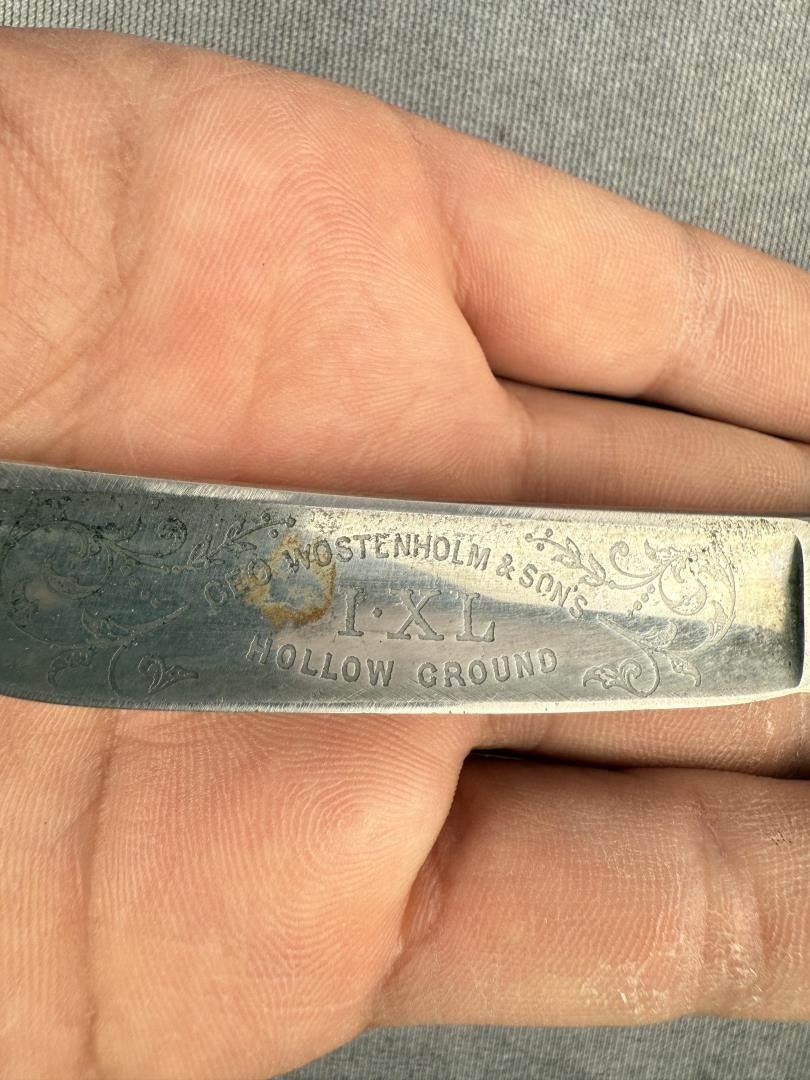 GEO WOSTENHOLM & SON'S
I·XL
HOLLOW GROUND